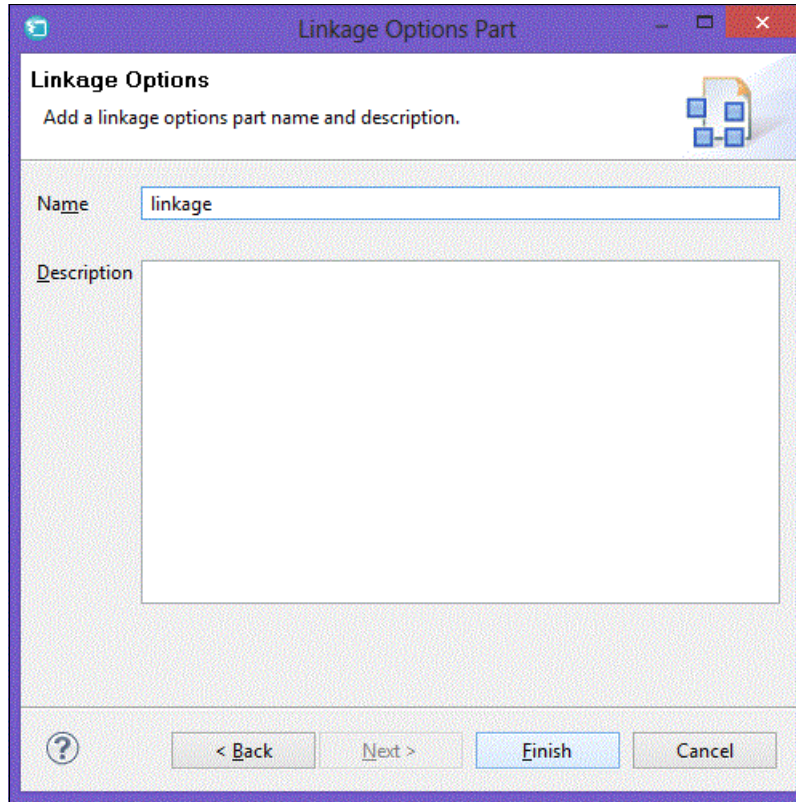 Linkage Options Part
Linkage Options
Add a linkage options part name and description.
Name linkage
Description
? < Back Next > Finish Cancel